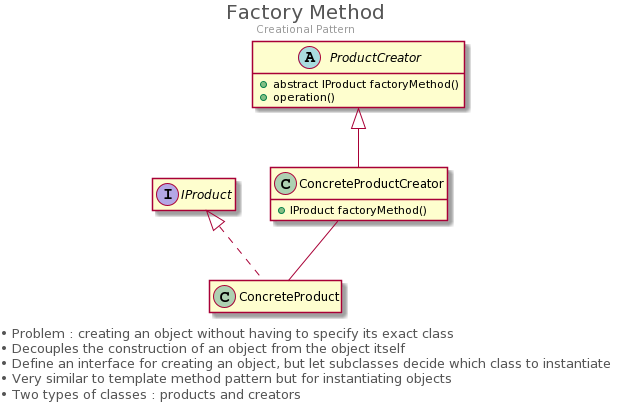 Factory Method
Creational Pattern
A ProductCreator
abstract IProduct factoryMethod()
operation()
I IProduct
C ConcreteProductCreator
IProduct factoryMethod()
C ConcreteProduct
• Problem : creating an object without having to specify its exact class
• Decouples the construction of an object from the object itself
• Define an interface for creating an object, but let subclasses decide which class to instantiate
• Very similar to template method pattern but for instantiating objects
• Two types of classes : products and creators